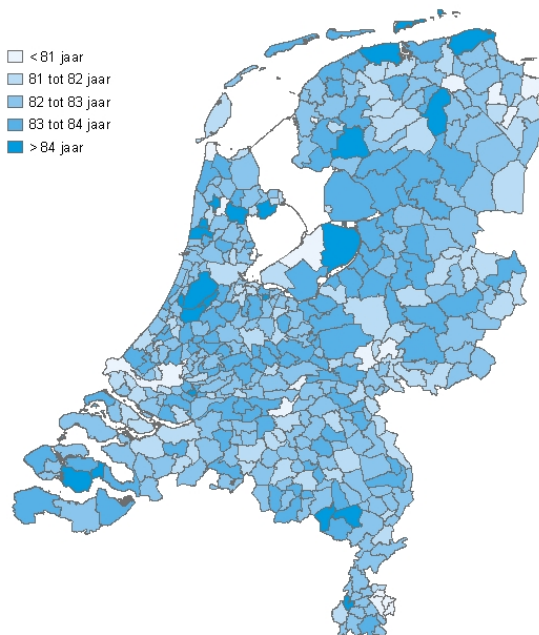 < 81 jaar
81 tot 82 jaar
82 tot 83 jaar
83 tot 84 jaar
> 84 jaar